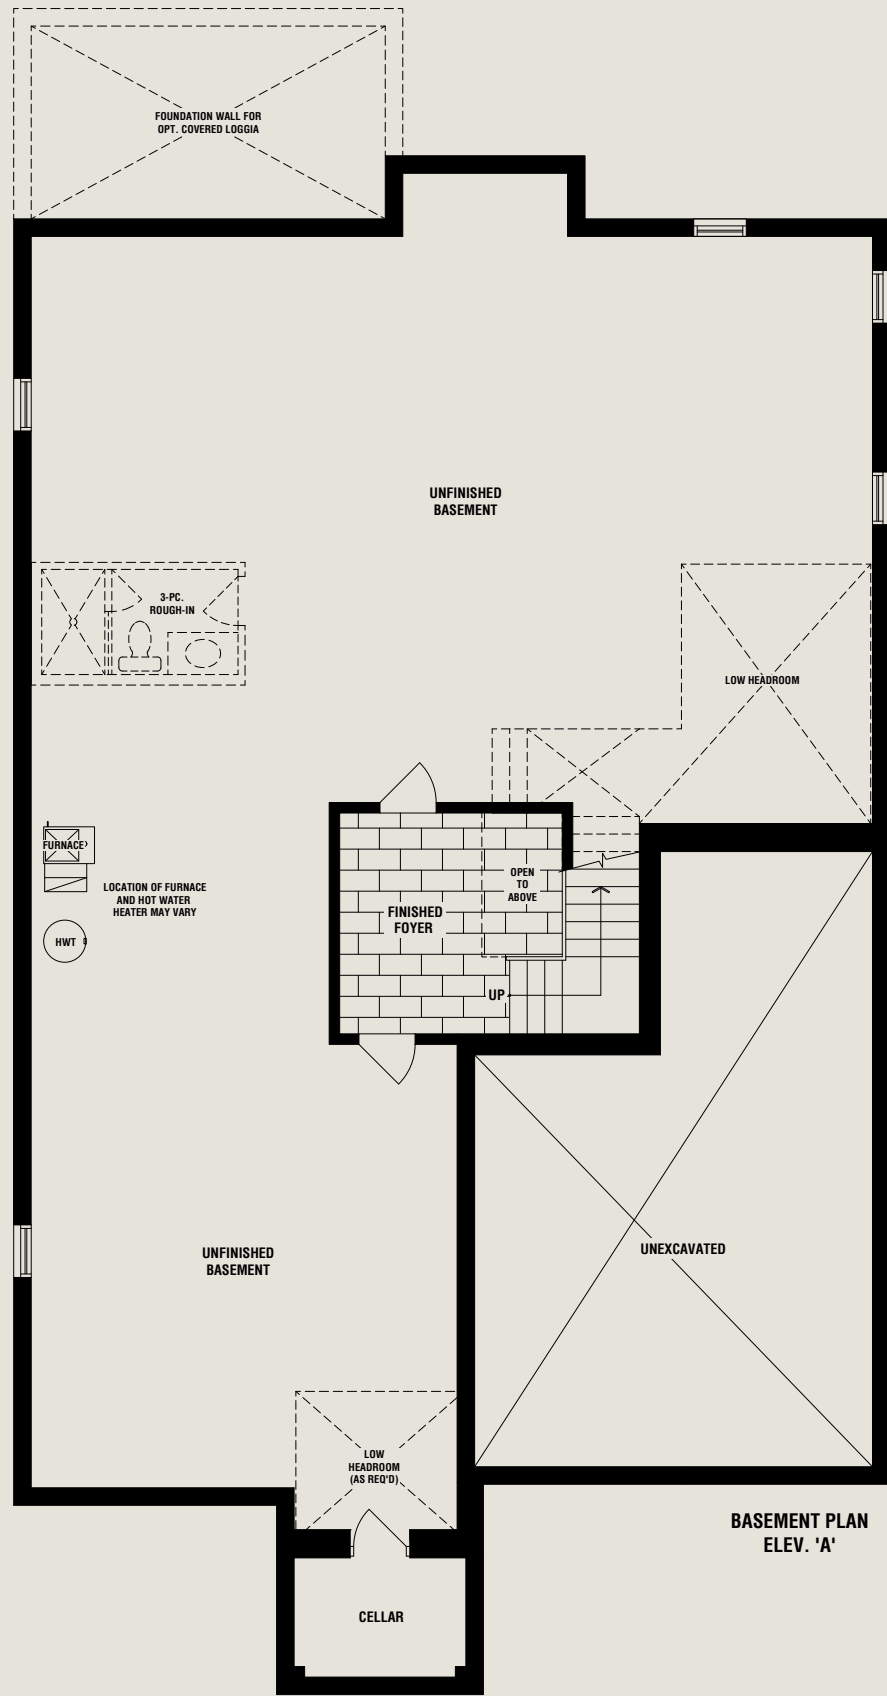 FOUNDATION WALL FOR
OPT. COVERED LOGGIA
UNFINISHED
BASEMENT
3-PC.
ROUGH-IN
LOW HEADROOM
FURNACE
LOCATION OF FURNACE
AND HOT WATER
HEATER MAY VARY
HWT
OPEN
TO
ABOVE
FINISHED
FOYER
UP
UNEXCAVATED
UNFINISHED
BASEMENT
LOW
HEADROOM
(AS REQ'D)
BASEMENT PLAN
ELEV. 'A'
CELLAR